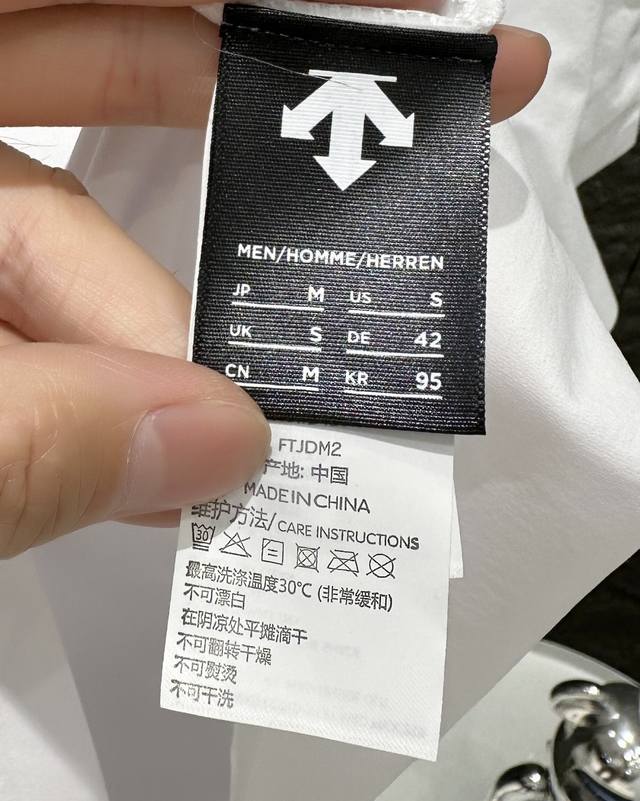 MEN/HOMME/HERREN
JP M US S
UK S DE 42
CN M KR 95
FTJDM2
产地: 中国
MADE IN CHINA
维护方法/CARE INSTRUCTIONS
30
最高洗涤温度30℃ (非常缓和)
不可漂白
在阴凉处平摊滴干
不可翻转干燥
不可熨烫
不可干洗